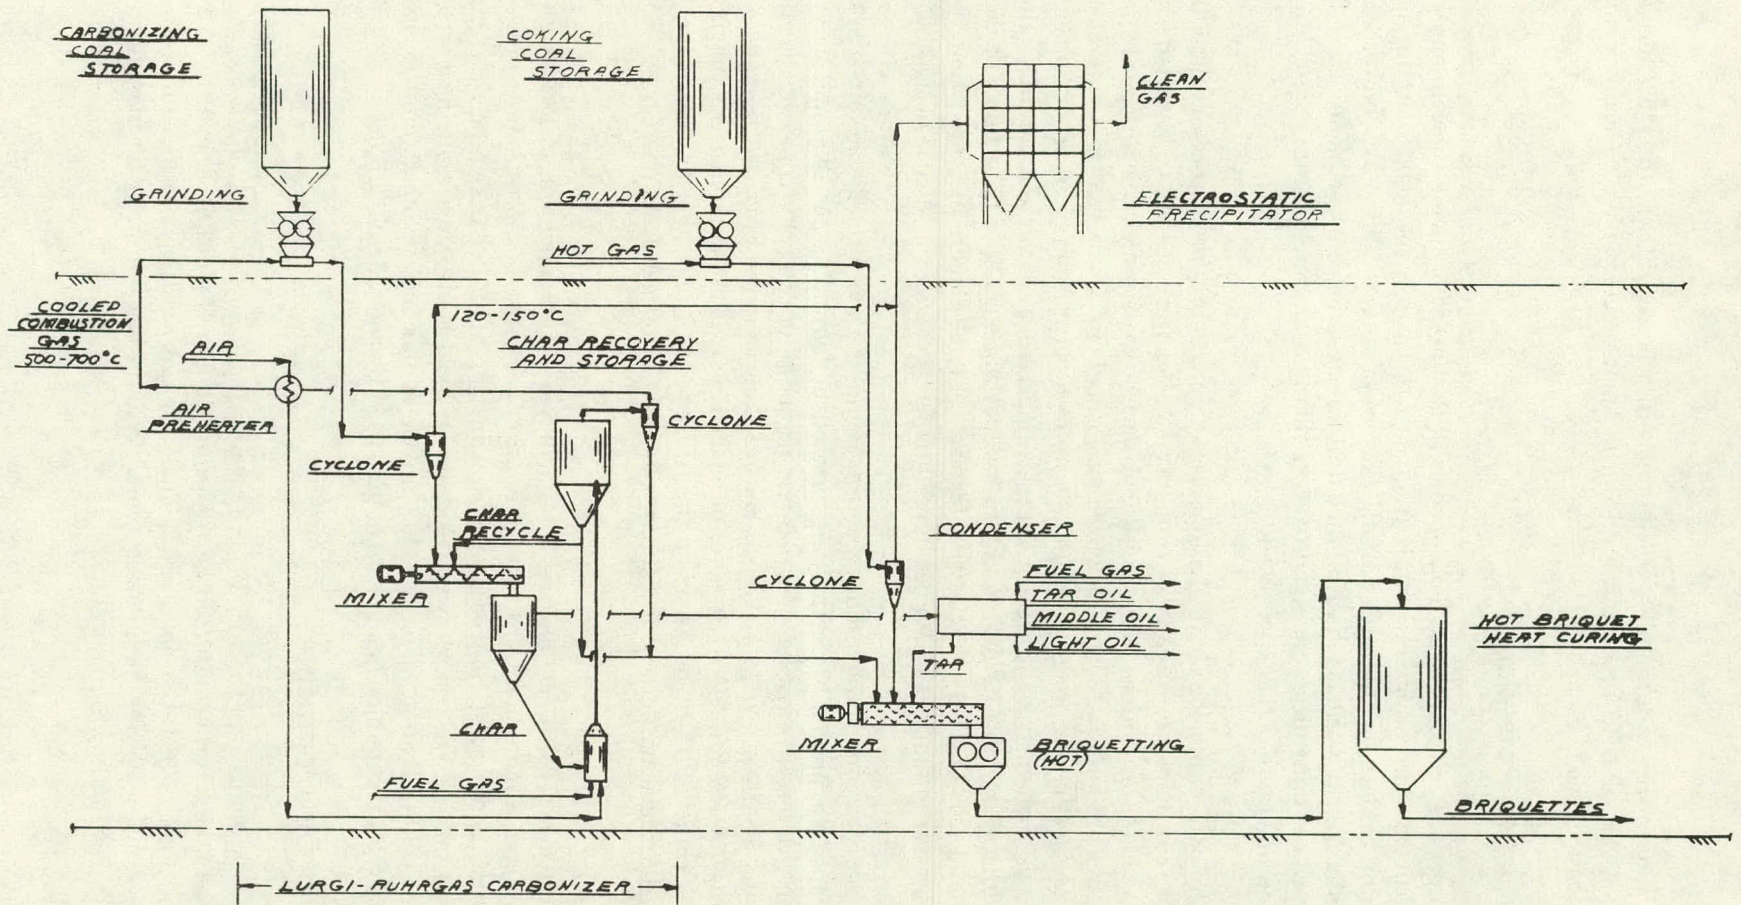 CARBONIZING
COAL
STORAGE
COKING
COAL
STORAGE
CLEAN
GAS
GRINDING
GRINDING
ELECTROSTATIC
PRECIPITATOR
HOT GAS
COOLED
COMBUSTION
GAS
500-700°C
120-150°C
AIR
CHAR RECOVERY
AND STORAGE
AIR
PREHEATER
CYCLONE
CYCLONE
CHAR
RECYCLE
CONDENSER
CYCLONE
MIXER
FUEL GAS
TAR OIL
MIDDLE OIL
LIGHT OIL
HOT BRIQUET
HEAT CURING
TAR
CHAR
MIXER
BRIQUETTING
(HOT)
FUEL GAS
BRIQUETTES
LURGI-RUHRGAS CARBONIZER